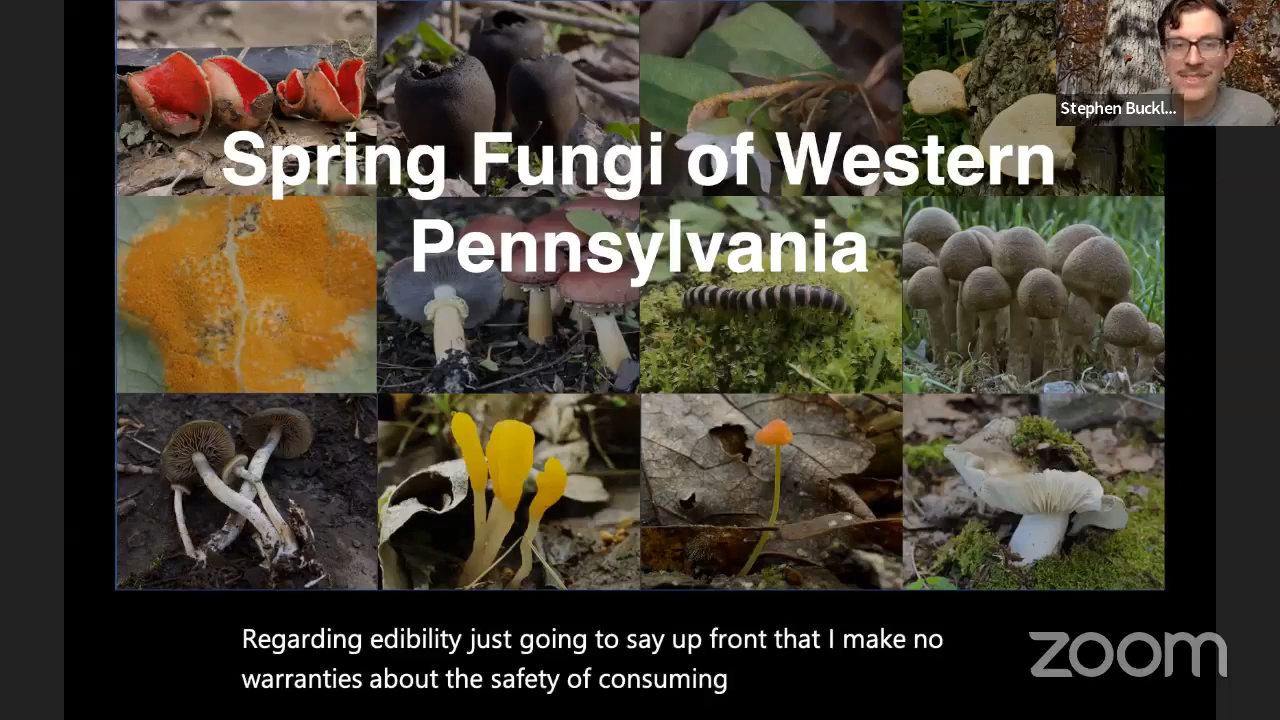 Stephen Buckl...
Spring Fungi of Western
Pennsylvania
Regarding edibility just going to say up front that I make no
warranties about the safety of consuming
zoom